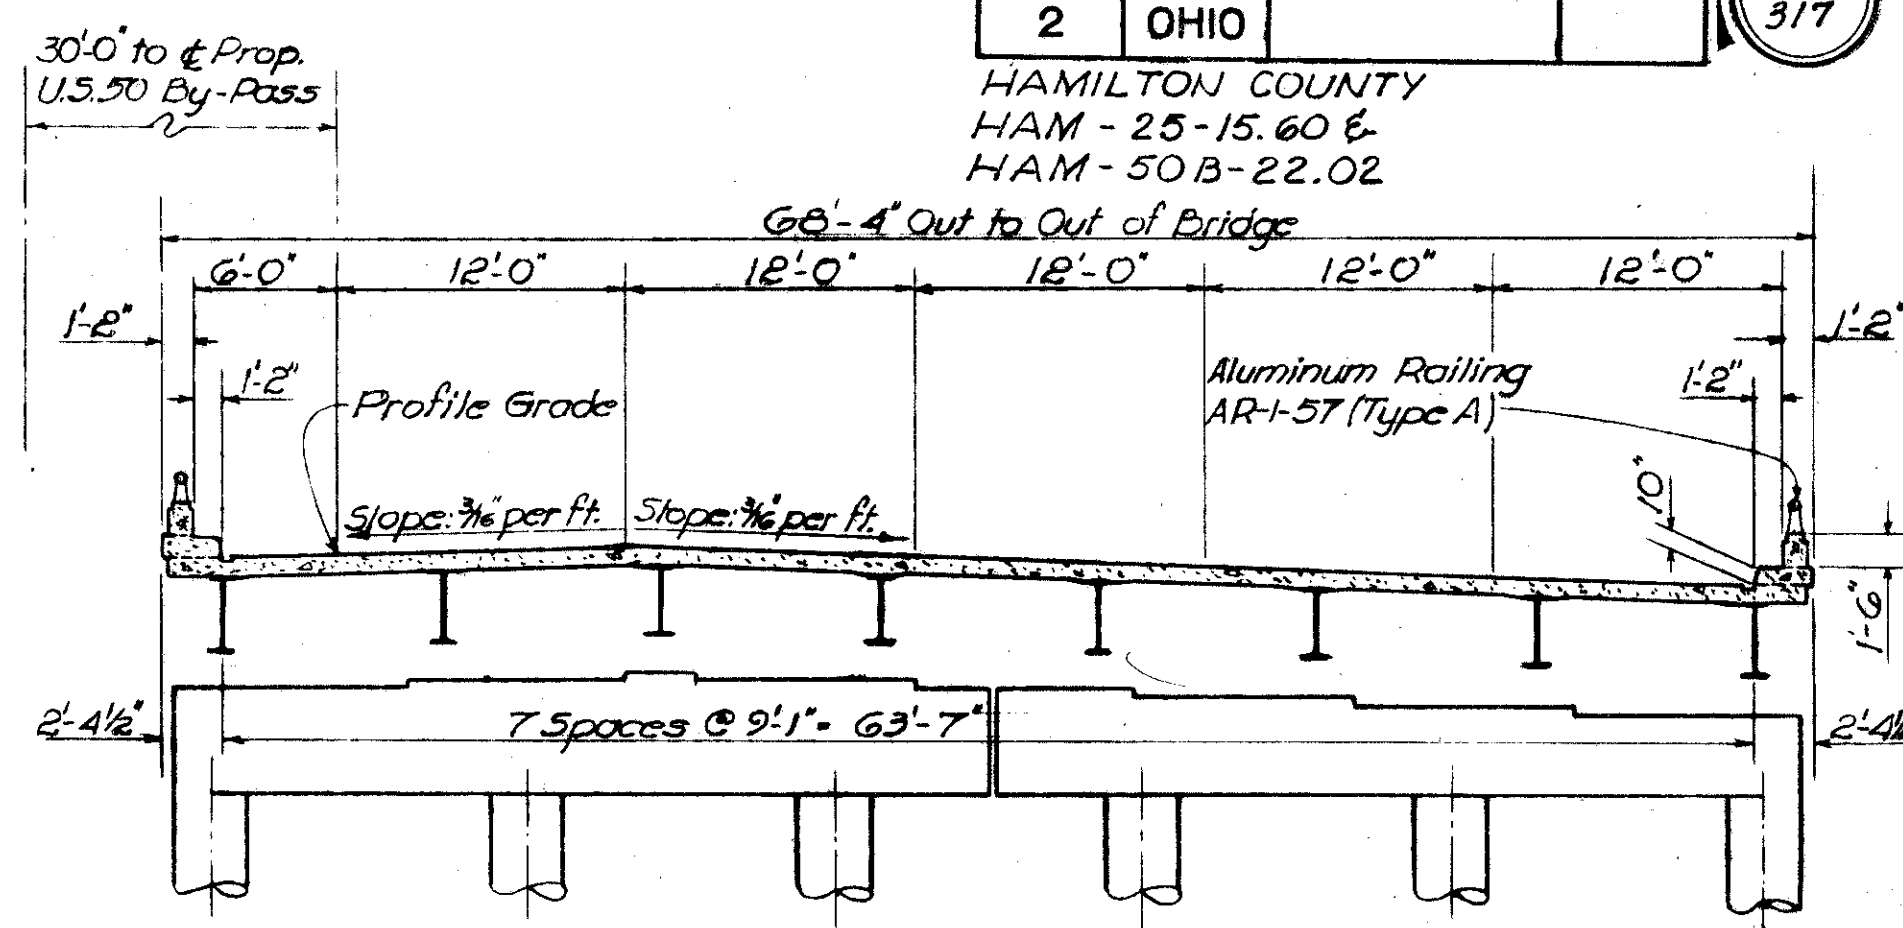 2 OHIO
317
30'-0" to ℄ Prop.
U.S.50 By-Pass
HAMILTON COUNTY
HAM - 25-15.60 &
HAM - 50B-22.02
68'-4" Out to Out of Bridge
6'-0" 12'-0" 12'-0" 12'-0" 12'-0" 12'-0"
1'-2" 1'-2"
1'-2" Profile Grade
Aluminum Railing
AR-1-57 (Type A)
1'-2"
10"
Slope: 3/16" per ft. Slope: 3/16" per ft.
1'-6"
2'-4½" 7 Spaces @ 9'-1" = 63'-7"